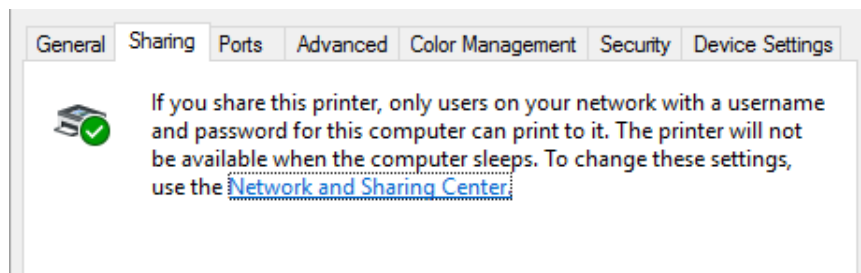 General Sharing Ports Advanced Color Management Security Device Settings
If you share this printer, only users on your network with a username
and password for this computer can print to it. The printer will not
be available when the computer sleeps. To change these settings,
use the Network and Sharing Center.